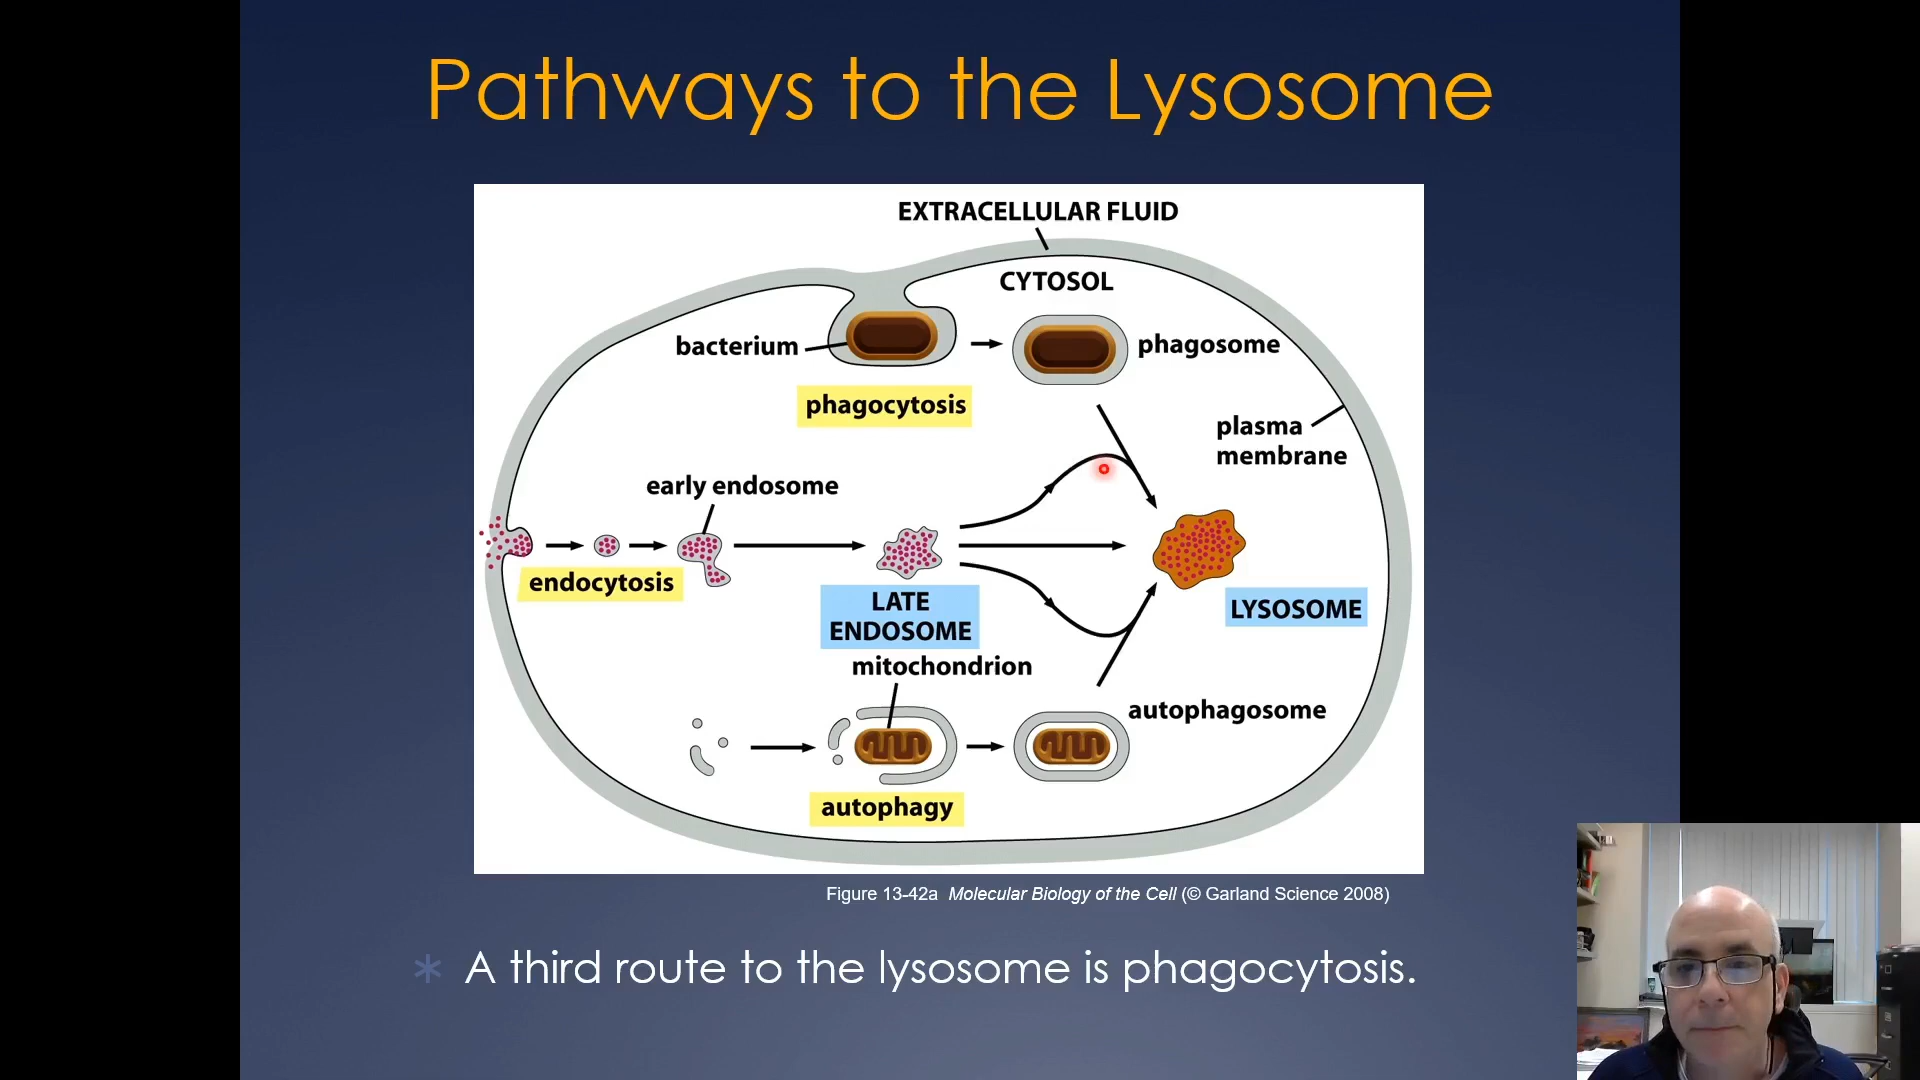 Pathways to the Lysosome
EXTRACELLULAR FLUID
CYTOSOL
bacterium
phagosome
phagocytosis
plasma
membrane
early endosome
endocytosis
LATE
ENDOSOME
LYSOSOME
mitochondrion
autophagosome
autophagy
Figure 13-42a Molecular Biology of the Cell (© Garland Science 2008)
* A third route to the lysosome is phagocytosis.